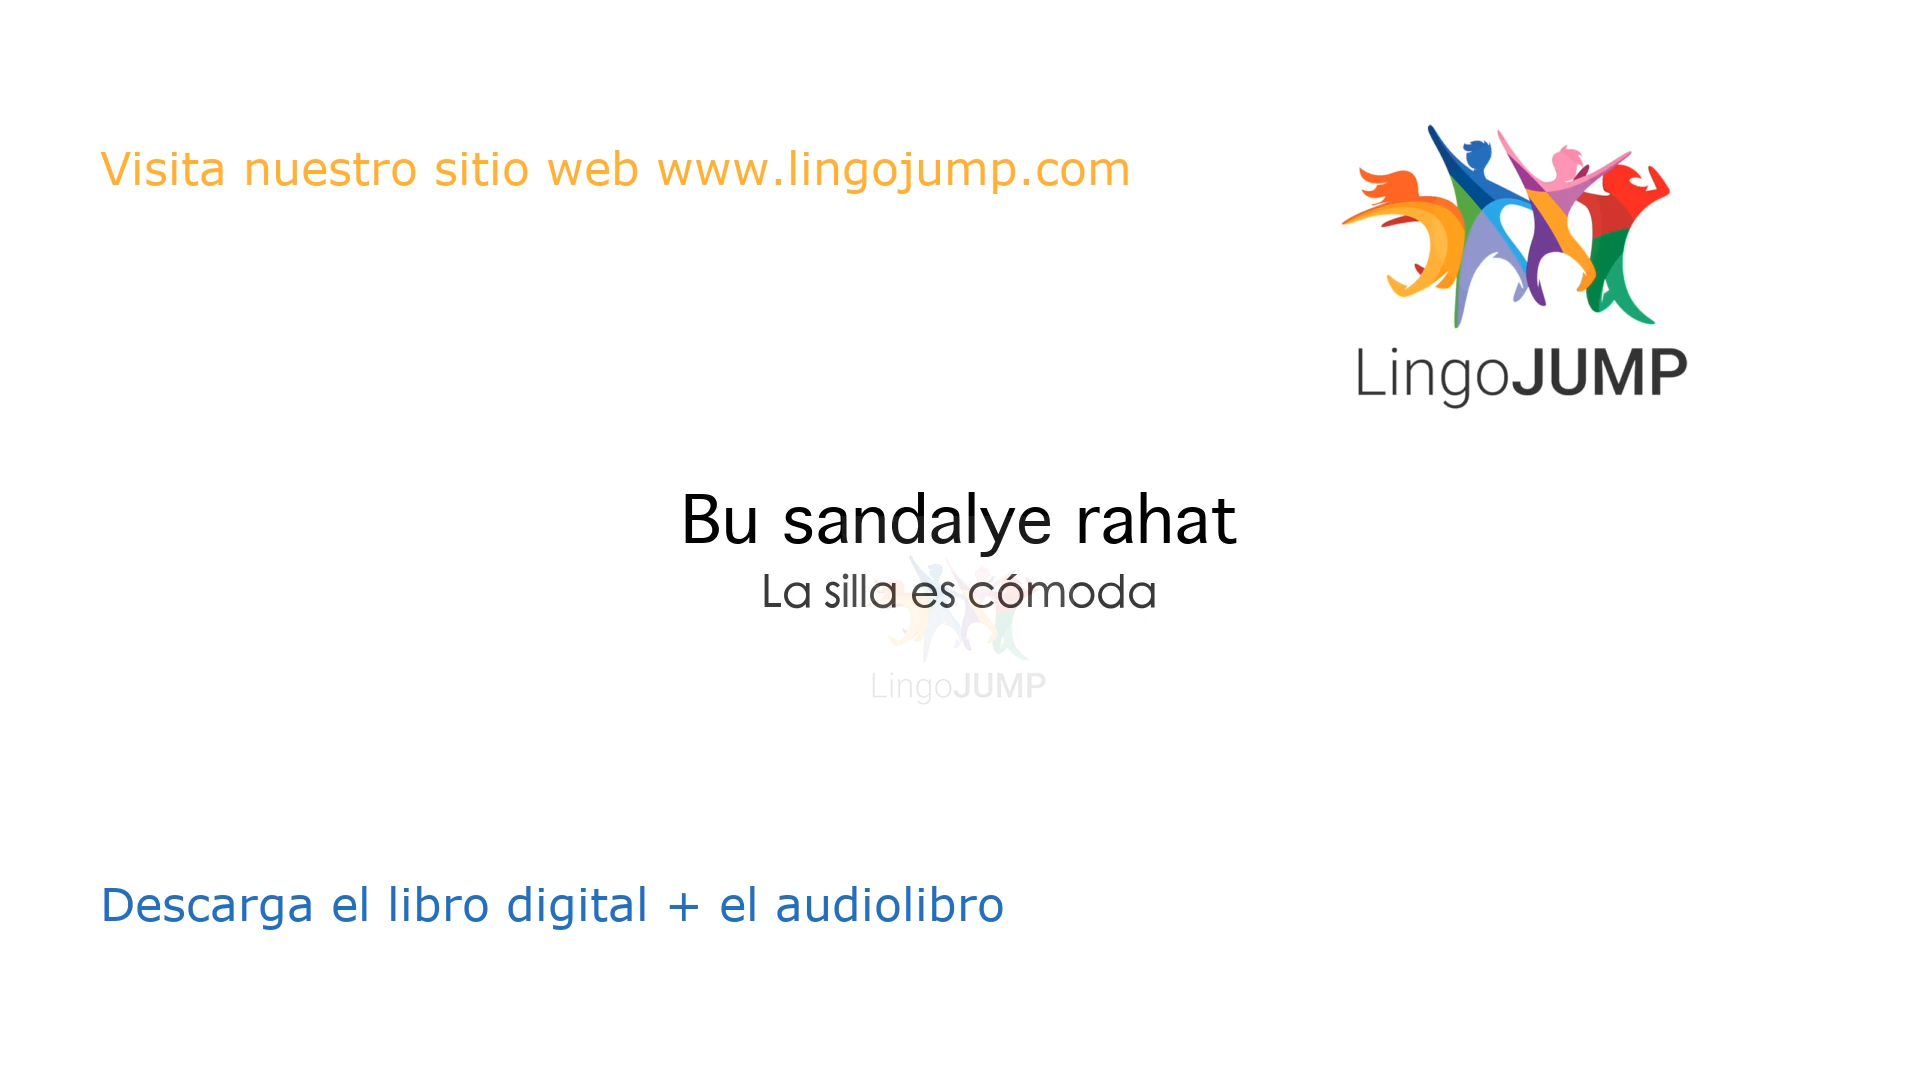 Visita nuestro sitio web www.lingojump.com
LingoJUMP
Bu sandalye rahat
La silla es cómoda
LingoJUMP
Descarga el libro digital + el audiolibro